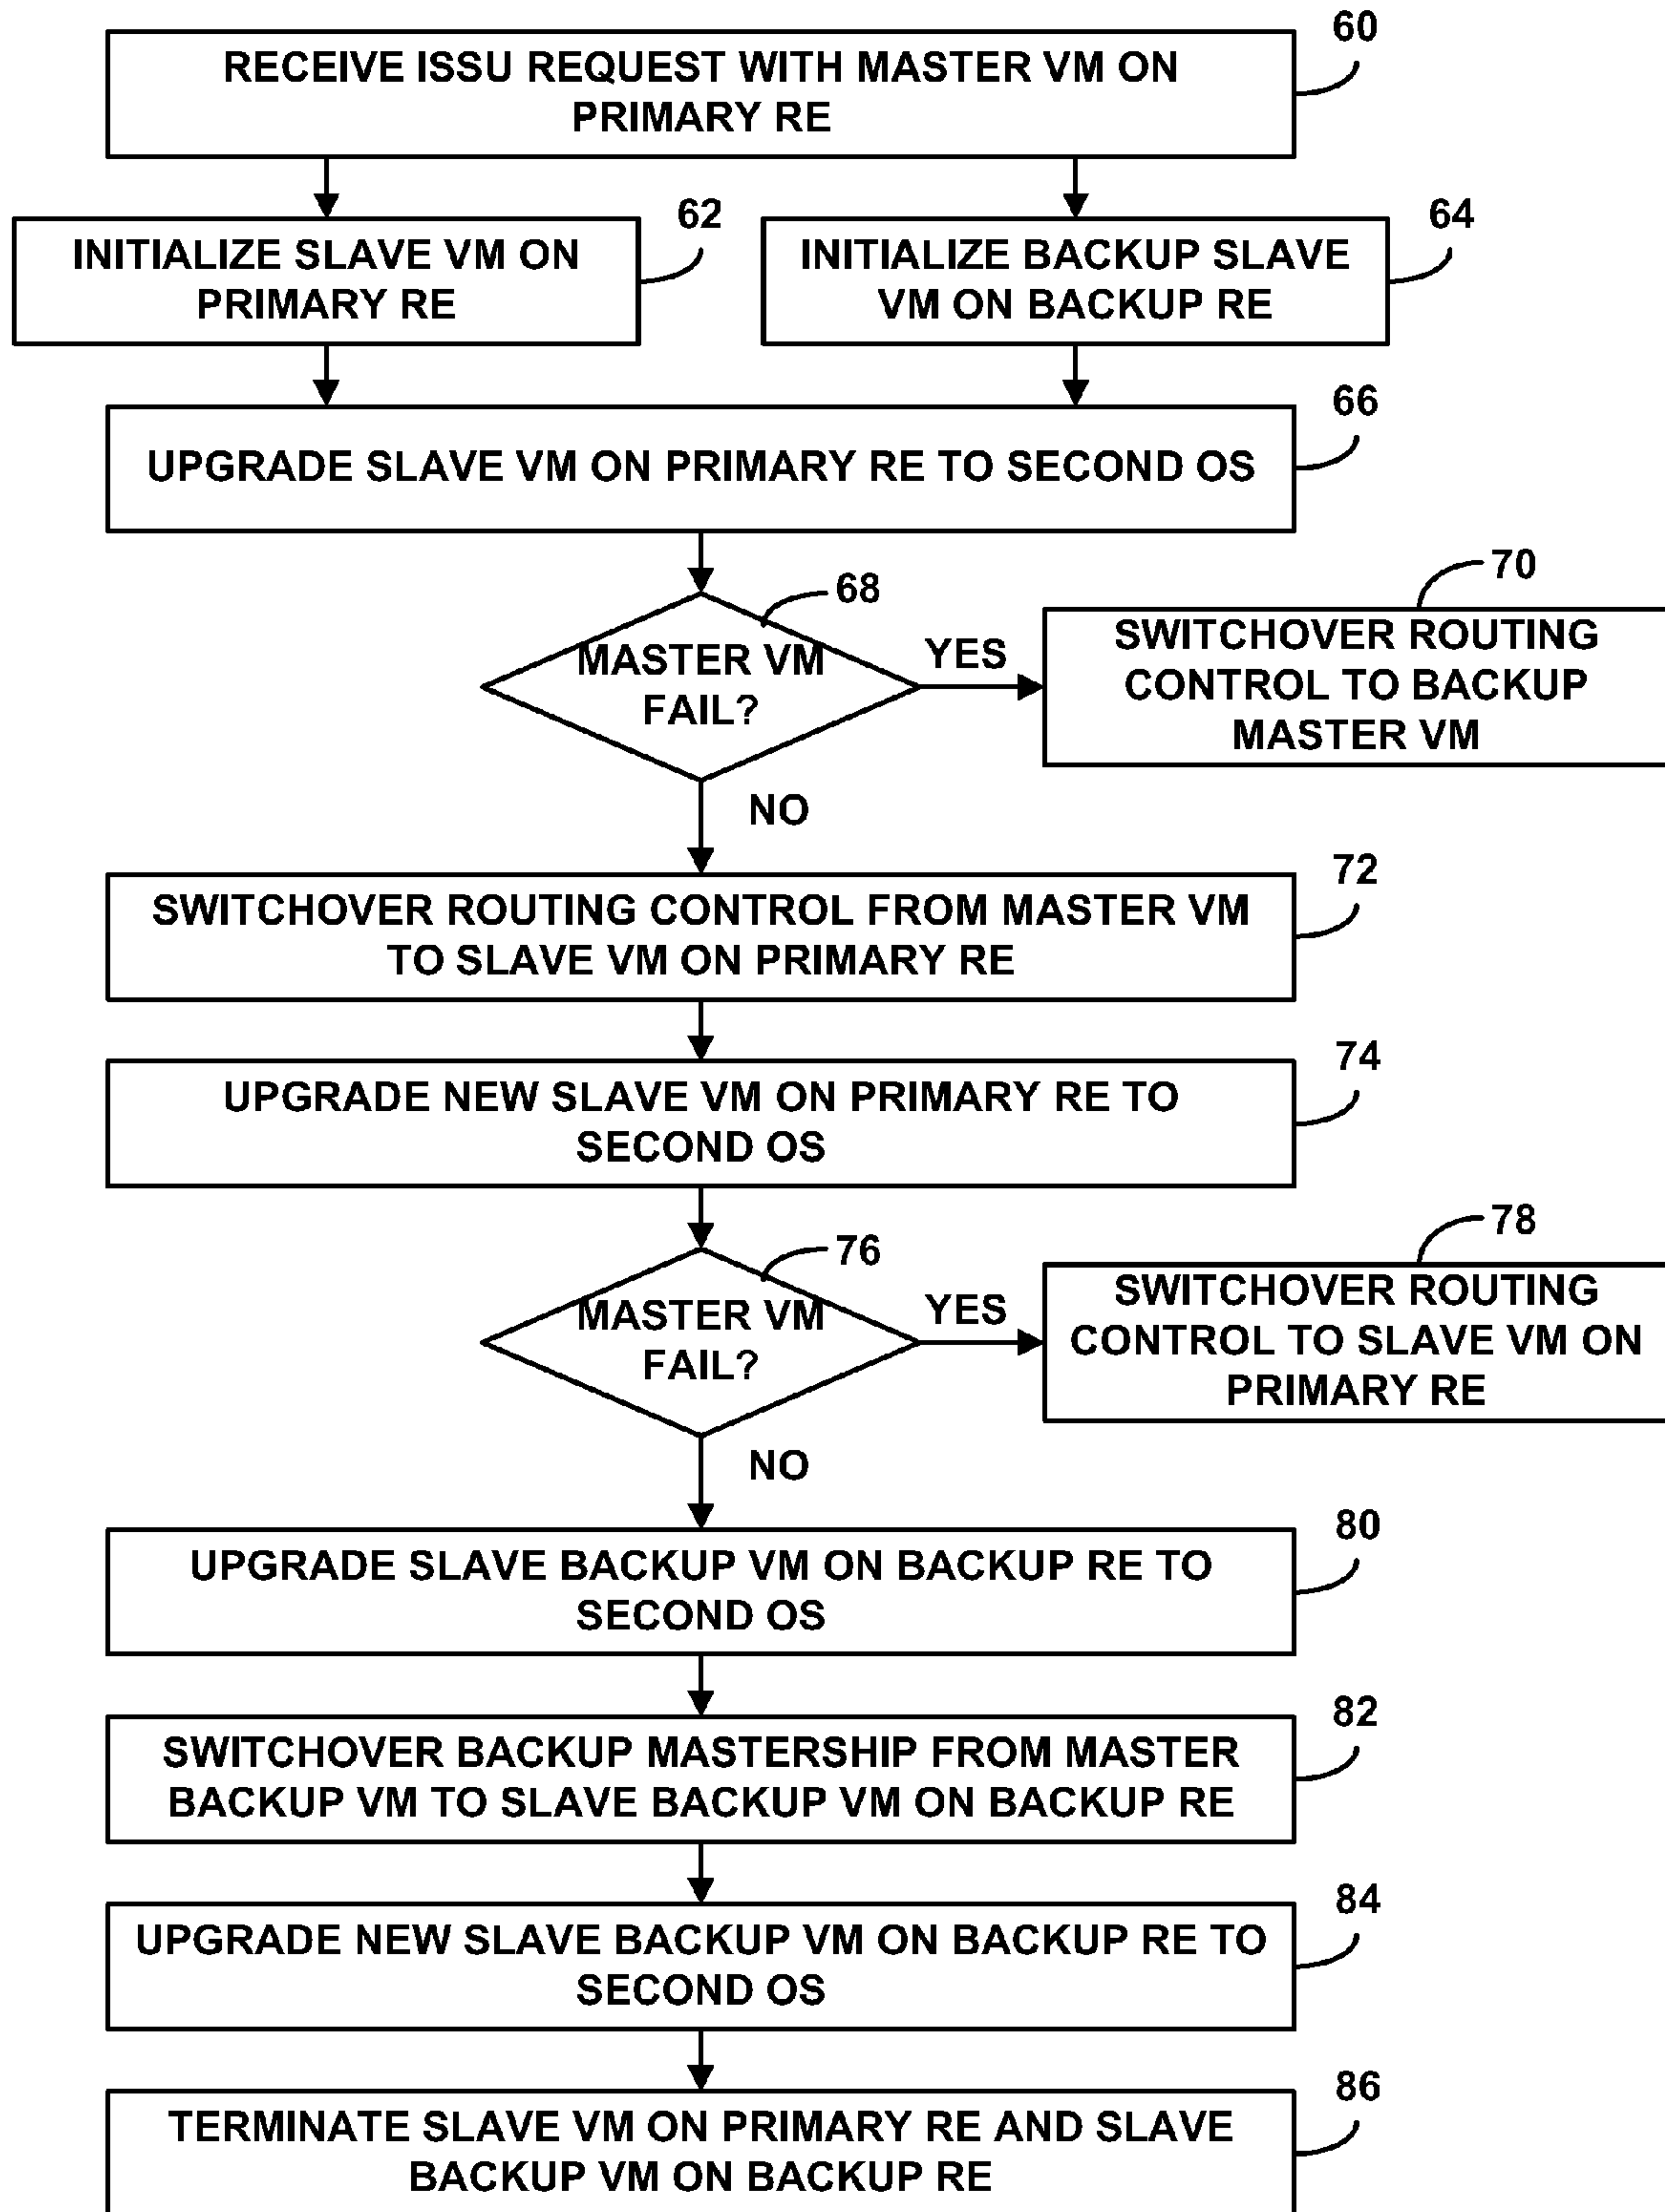 60
RECEIVE ISSU REQUEST WITH MASTER VM ON
PRIMARY RE
62
INITIALIZE SLAVE VM ON
PRIMARY RE
64
INITIALIZE BACKUP SLAVE
VM ON BACKUP RE
66
UPGRADE SLAVE VM ON PRIMARY RE TO SECOND OS
68
MASTER VM
FAIL?
YES
70
SWITCHOVER ROUTING
CONTROL TO BACKUP
MASTER VM
NO
72
SWITCHOVER ROUTING CONTROL FROM MASTER VM
TO SLAVE VM ON PRIMARY RE
74
UPGRADE NEW SLAVE VM ON PRIMARY RE TO
SECOND OS
76
MASTER VM
FAIL?
YES
78
SWITCHOVER ROUTING
CONTROL TO SLAVE VM ON
PRIMARY RE
NO
80
UPGRADE SLAVE BACKUP VM ON BACKUP RE TO
SECOND OS
82
SWITCHOVER BACKUP MASTERSHIP FROM MASTER
BACKUP VM TO SLAVE BACKUP VM ON BACKUP RE
84
UPGRADE NEW SLAVE BACKUP VM ON BACKUP RE TO
SECOND OS
86
TERMINATE SLAVE VM ON PRIMARY RE AND SLAVE
BACKUP VM ON BACKUP RE